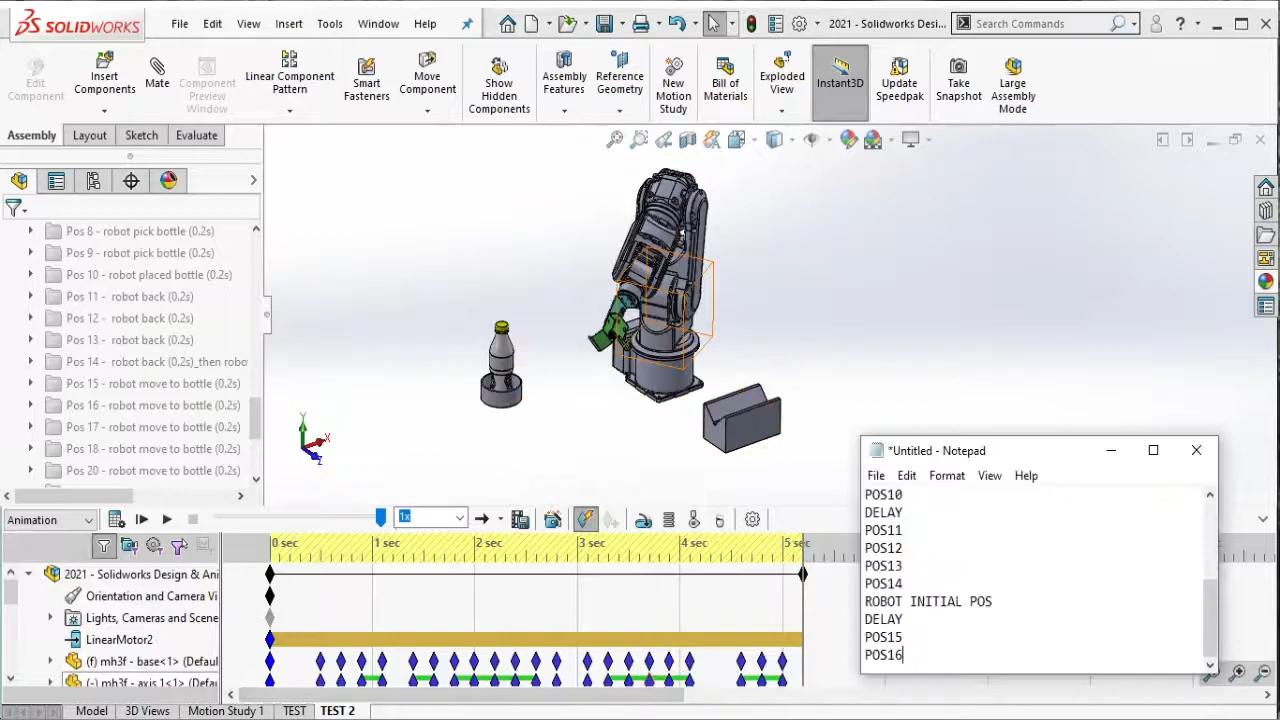 SOLIDWORKS
File Edit View Insert Tools Window Help
2021 - Solidworks Desi...
Search Commands
Edit Component
Insert Components
Mate
Component Preview Window
Linear Component Pattern
Smart Fasteners
Move Component
Show Hidden Components
Assembly Features
Reference Geometry
New Motion Study
Bill of Materials
Exploded View
Instant3D
Update Speedpak
Take Snapshot
Large Assembly Mode
Assembly Layout Sketch Evaluate
Pos 8 - robot pick bottle (0.2s)
Pos 9 - robot pick bottle (0.2s)
Pos 10 - robot placed bottle (0.2s)
Pos 11 - robot back (0.2s)
Pos 12 - robot back (0.2s)
Pos 13 - robot back (0.2s)
Pos 14 - robot back (0.2s)_then robo
Pos 15 - robot move to bottle (0.2s)
Pos 16 - robot move to bottle (0.2s)
Pos 17 - robot move to bottle (0.2s)
Pos 18 - robot move to bottle (0.2s)
Pos 20 - robot move to bottle (0.2s)
Y
X
Z
*Untitled - Notepad
File Edit Format View Help
POS10
DELAY
POS11
POS12
POS13
POS14
ROBOT INITIAL POS
DELAY
POS15
POS16
Animation
1x
0 sec 1 sec 2 sec 3 sec 4 sec 5 sec
2021 - Solidworks Design & Ani
Orientation and Camera Vi
Lights, Cameras and Scene
LinearMotor2
(f) mh3f - base<1> (Defaul
(-) mh3f - axis 1<1> (Defau
Model 3D Views Motion Study 1 TEST TEST 2